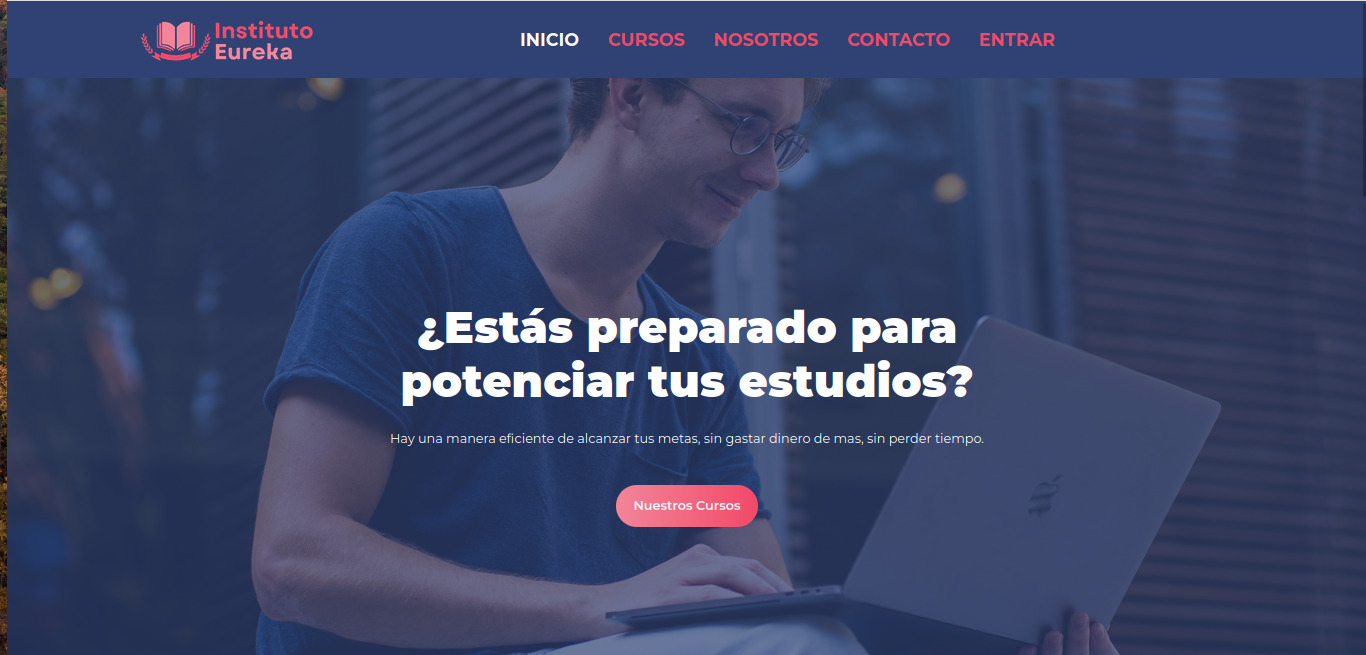 Instituto
Eureka
INICIO CURSOS NOSOTROS CONTACTO ENTRAR
¿Estás preparado para
potenciar tus estudios?
Hay una manera eficiente de alcanzar tus metas, sin gastar dinero de mas, sin perder tiempo.
Nuestros Cursos